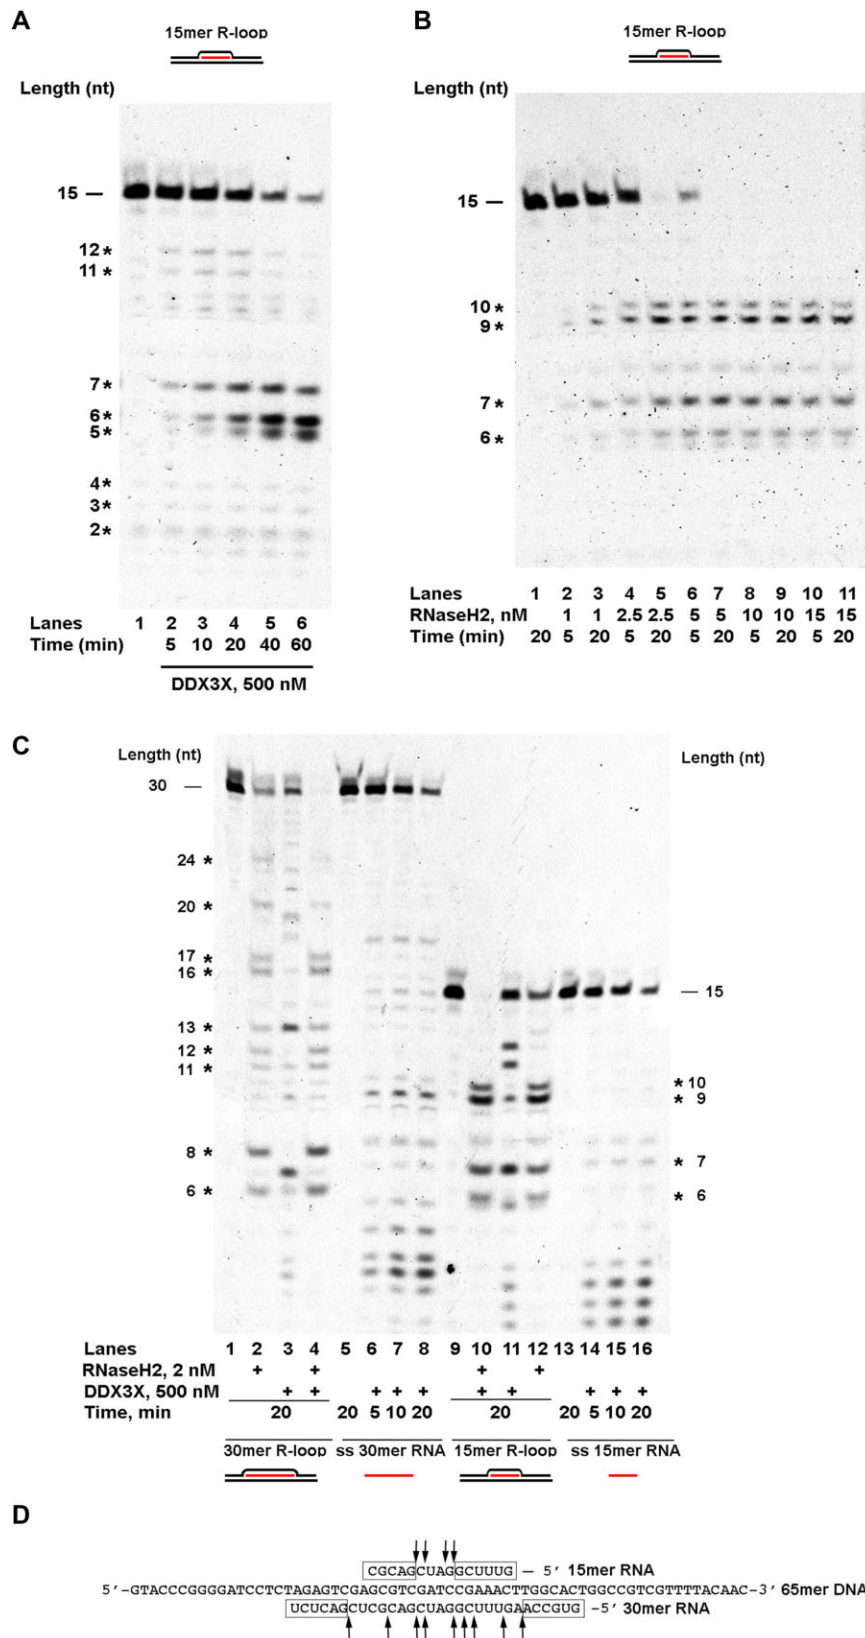 A
15mer R-loop
Length (nt)
15 —
12 *
11 *
7 *
6 *
5 *
4 *
3 *
2 *
Lanes 1 2 3 4 5 6
Time (min) 5 10 20 40 60
DDX3X, 500 nM
B
15mer R-loop
Length (nt)
15 —
10 *
9 *
7 *
6 *
Lanes 1 2 3 4 5 6 7 8 9 10 11
RNaseH2, nM 1 1 2.5 2.5 5 5 10 10 15 15
Time (min) 20 5 20 5 20 5 20 5 20 5 20
C
Length (nt)
30 —
24 *
20 *
17 *
16 *
13 *
12 *
11 *
8 *
6 *
Length (nt)
— 15
* 10
* 9
* 7
* 6
Lanes 1 2 3 4 5 6 7 8 9 10 11 12 13 14 15 16
RNaseH2, 2 nM + + + +
DDX3X, 500 nM + + + + + + + + + +
Time, min 20 20 5 10 20 20 20 5 10 20
30mer R-loop ss 30mer RNA 15mer R-loop ss 15mer RNA
D
CGCAGCUAGGCUUUG — 5′ 15mer RNA
5′-GTACCCGGGGATCCTCTAGAGTCGAGCGTCGATCCGAAACTTGGCACTGGCCGTCGTTTTACAAC-3′ 65mer DNA
UCUCAGCUCGCAGCUAGGCUUUGAACCGUG -5′ 30mer RNA